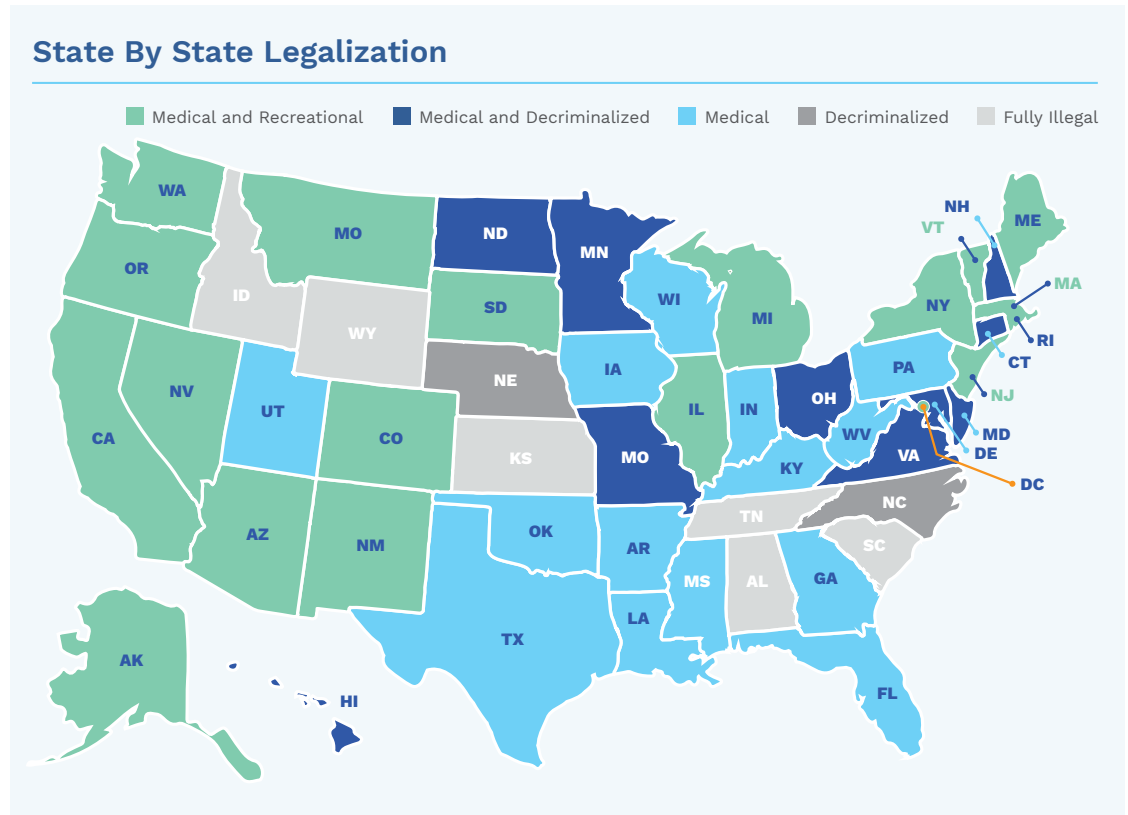 State By State Legalization
Medical and Recreational Medical and Decriminalized Medical Decriminalized Fully Illegal
WA
MO
ND
MN
NH
VT
ME
OR
ID
WY
SD
WI
MI
NY
MA
RI
CT
NV
UT
NE
IA
PA
NJ
CA
CO
KS
MO
IL
IN
OH
WV
VA
MD
DE
DC
KY
AZ
NM
OK
AR
TN
NC
SC
MS
AL
GA
TX
LA
FL
AK
HI